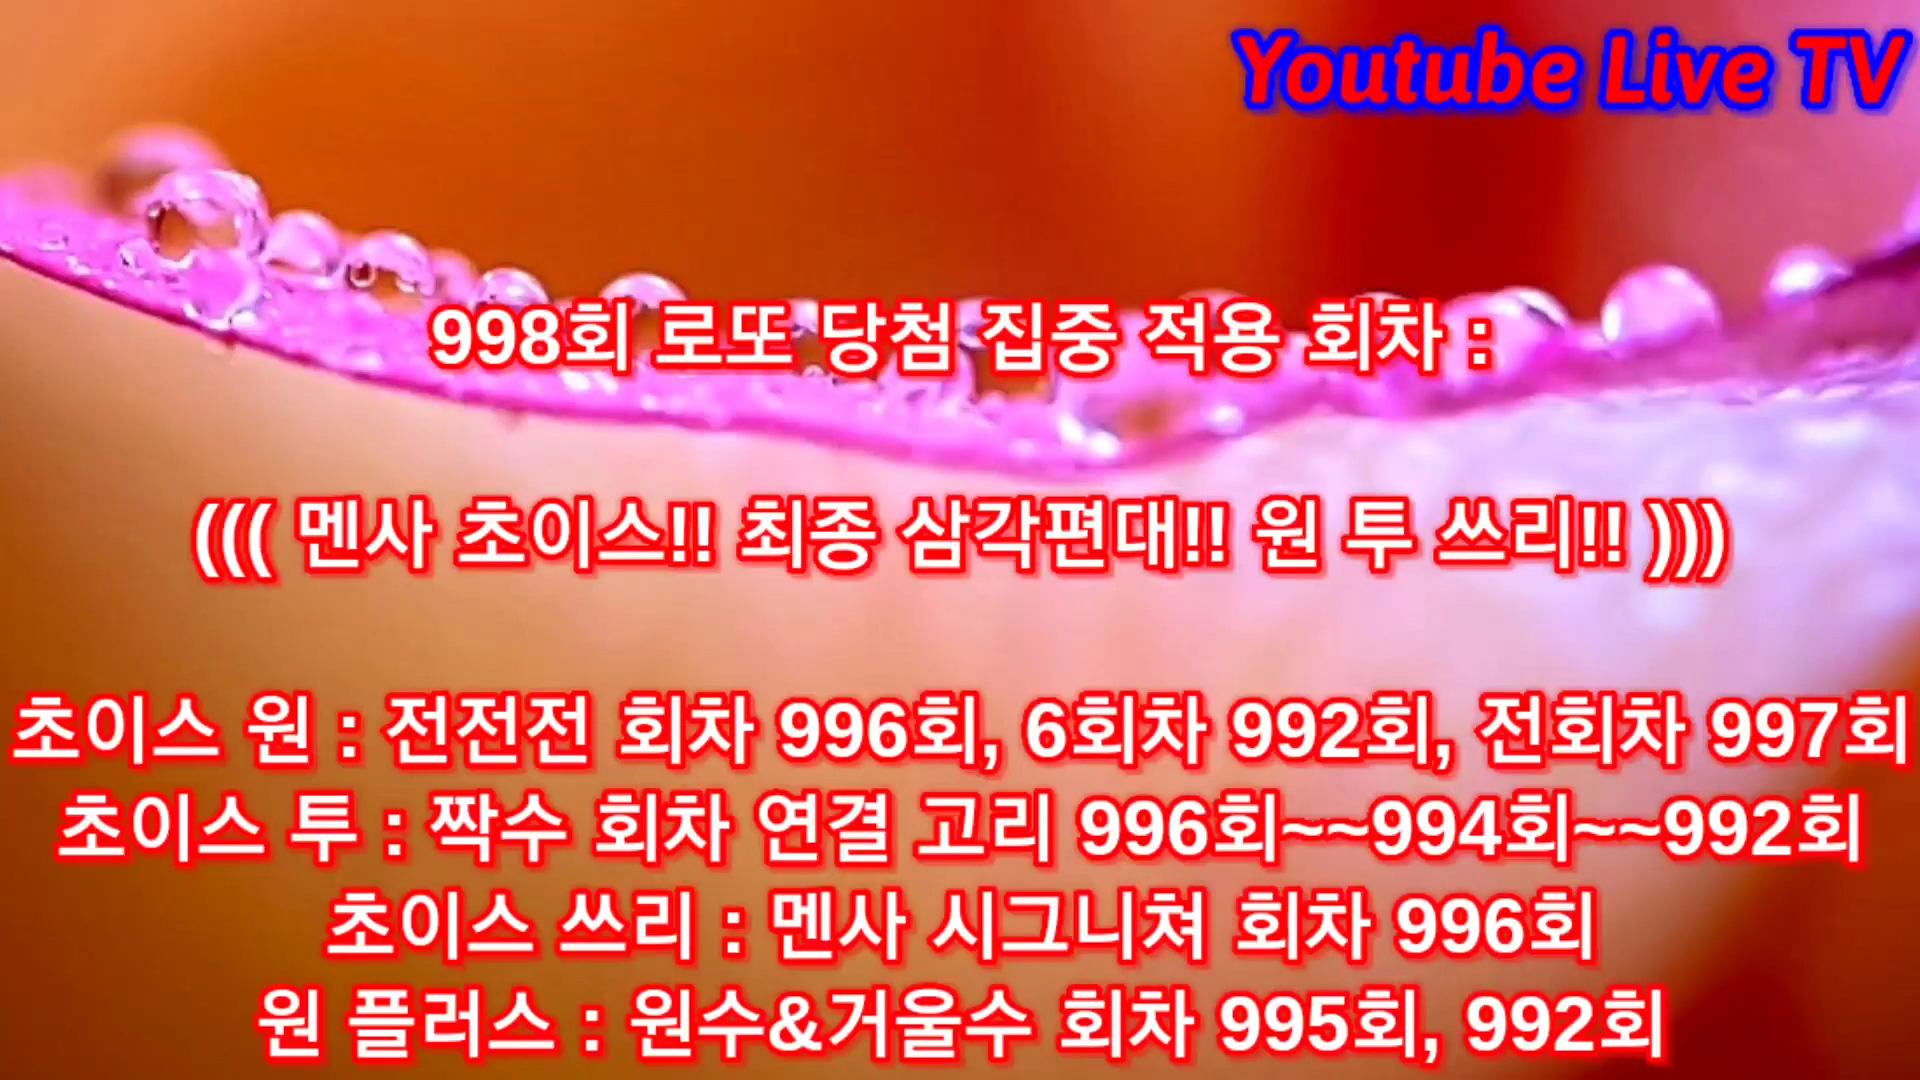 Youtube Live TV
998회 로또 당첨 집중 적용 회차 :
((( 멘사 초이스!! 최종 삼각편대!! 원 투 쓰리!! )))
초이스 원 : 전전전 회차 996회, 6회차 992회, 전회차 997회
초이스 투 : 짝수 회차 연결 고리 996회~~994회~~992회
초이스 쓰리 : 멘사 시그니쳐 회차 996회
원 플러스 : 원수&거울수 회차 995회, 992회